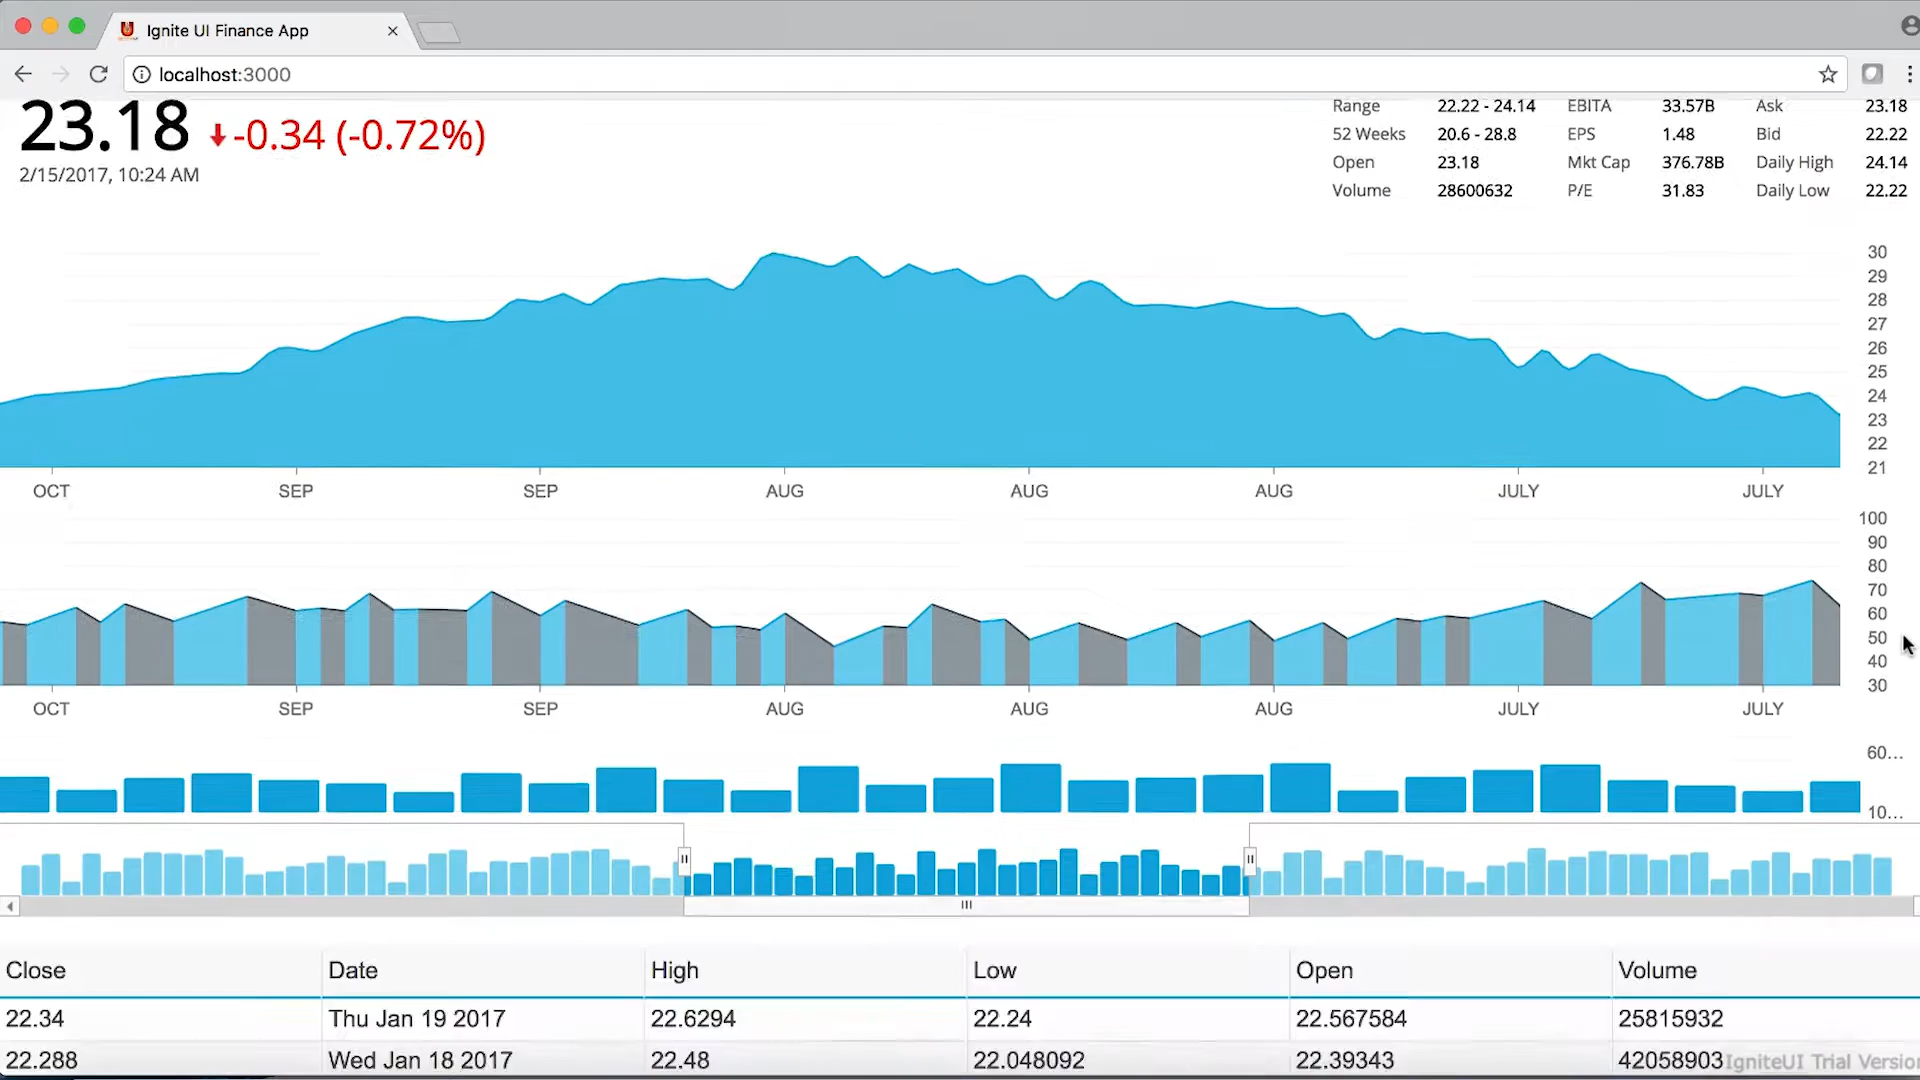 Ignite UI Finance App
localhost:3000
23.18 -0.34 (-0.72%)
2/15/2017, 10:24 AM
Range 22.22 - 24.14 EBITA 33.57B Ask 23.18
52 Weeks 20.6 - 28.8 EPS 1.48 Bid 22.22
Open 23.18 Mkt Cap 376.78B Daily High 24.14
Volume 28600632 P/E 31.83 Daily Low 22.22
30
29
28
27
26
25
24
23
22
21
OCT SEP SEP AUG AUG AUG JULY JULY
100
90
80
70
60
50
40
30
OCT SEP SEP AUG AUG AUG JULY JULY
60...
10...
Close Date High Low Open Volume
22.34 Thu Jan 19 2017 22.6294 22.24 22.567584 25815932
22.288 Wed Jan 18 2017 22.48 22.048092 22.39343 42058903
IgniteUI Trial Versio